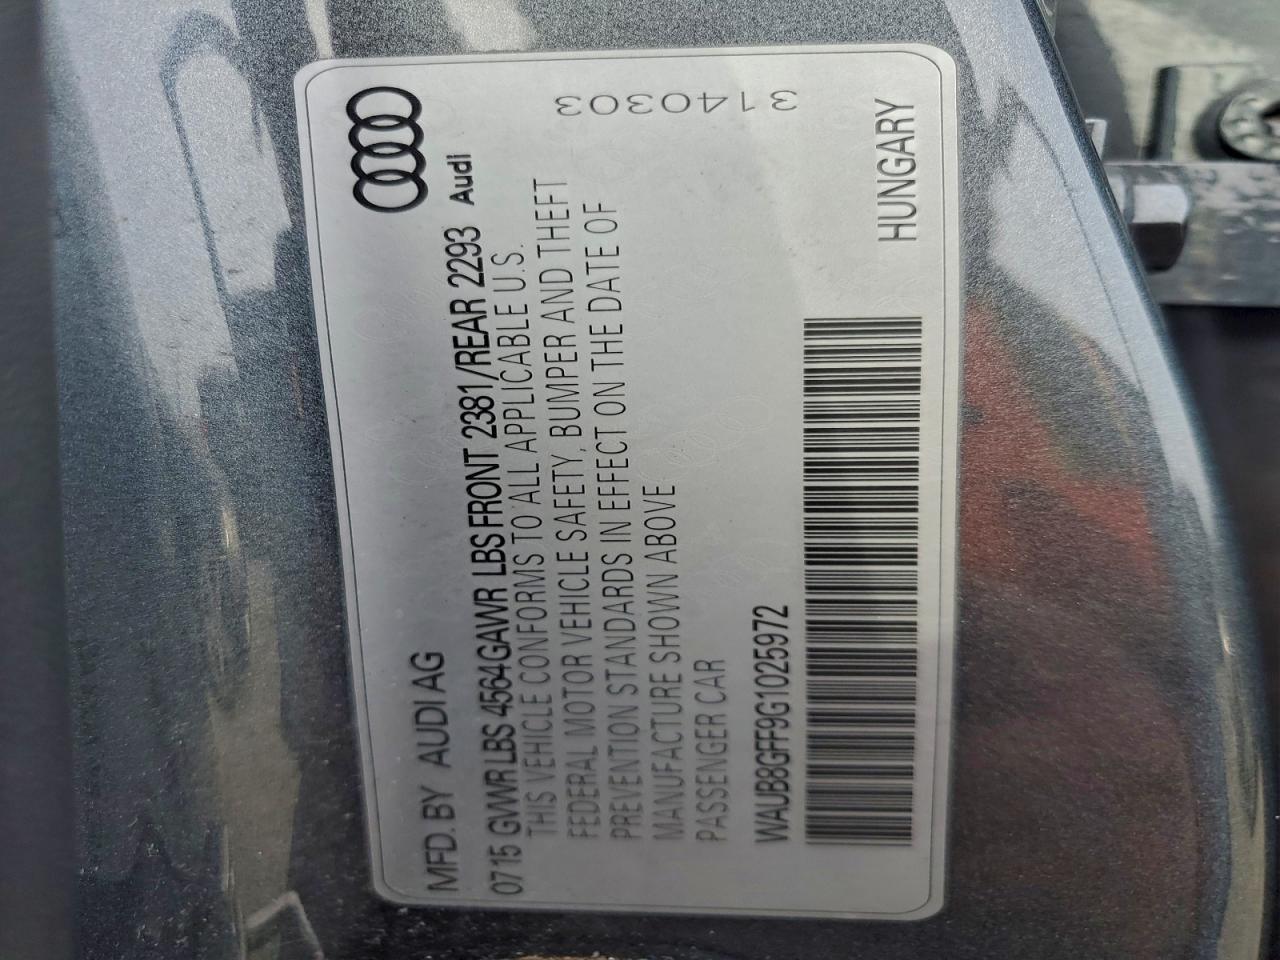 MFD. BY AUDI AG
Audi
0715 GVWR LBS 4564 GAWR LBS FRONT 2381/REAR 2293
THIS VEHICLE CONFORMS TO ALL APPLICABLE U.S.
FEDERAL MOTOR VEHICLE SAFETY, BUMPER AND THEFT
PREVENTION STANDARDS IN EFFECT ON THE DATE OF
MANUFACTURE SHOWN ABOVE
PASSENGER CAR
3140303
WAUB8GFF9G1025972
HUNGARY